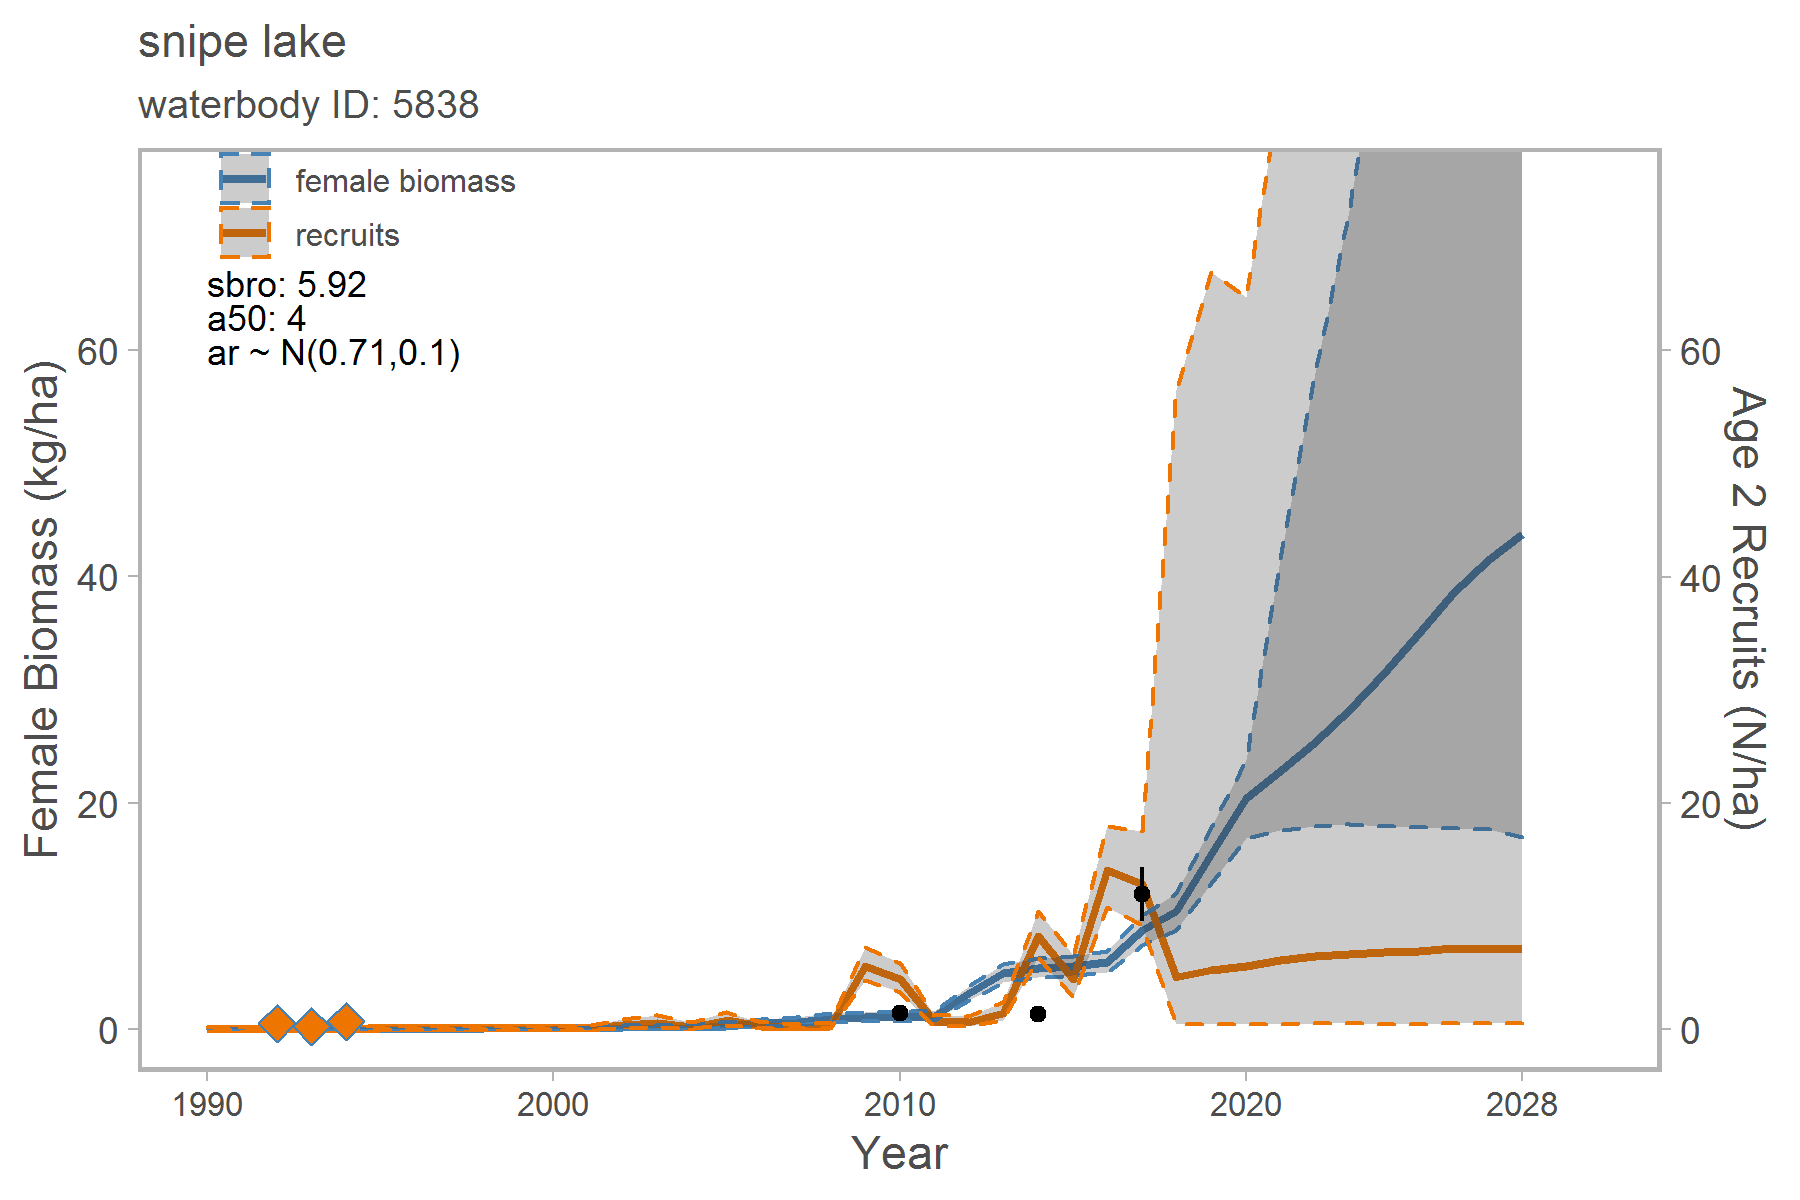 snipe lake
waterbody ID: 5838
female biomass
recruits
sbro: 5.92
a50: 4
ar ~ N(0.71,0.1)
Female Biomass (kg/ha)
60
40
20
0
60
40
20
0
Age 2 Recruits (N/ha)
1990
2000
2010
2020
2028
Year